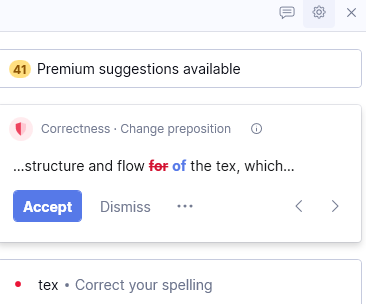 41 Premium suggestions available
Correctness · Change preposition
...structure and flow for of the tex, which...
Accept Dismiss
tex • Correct your spelling